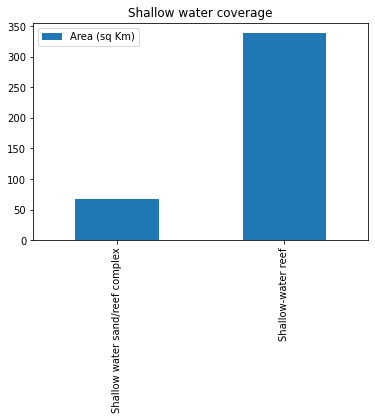 Shallow water coverage
Area (sq Km)
350
300
250
200
150
100
50
0
Shallow water sand/reef complex
Shallow-water reef